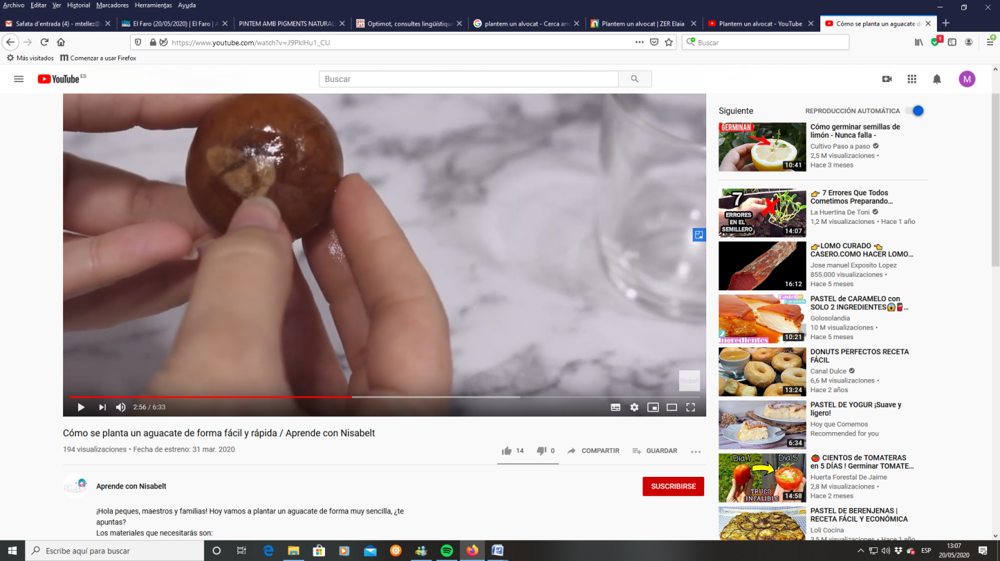 Archivo Editar Ver Historial Marcadores Herramientas Ayuda
Safata d'entrada (4) - mtellez@
El Faro (20/05/2020) | El Faro | A
PINTEM AMB PIGMENTS NATURALS
Optimot, consultes lingüístique
plantem un alvocat - Cerca am
Plantem un alvocat | ZER Elaia
Plantem un alvocat - YouTube
Cómo se planta un aguacate de
https://www.youtube.com/watch?v=J9PkIHu1_CU
Buscar
Más visitados
Comenzar a usar Firefox
YouTube ES
Buscar
M
2:56 / 6:33
Cómo se planta un aguacate de forma fácil y rápida / Aprende con Nisabelt
194 visualizaciones • Fecha de estreno: 31 mar. 2020
14
0
COMPARTIR
GUARDAR
Aprende con Nisabelt
SUSCRIBIRSE
¡Hola peques, maestros y familias! Hoy vamos a plantar un aguacate de forma muy sencilla, ¿te
apuntas?
Los materiales que necesitarás son:
Siguiente
REPRODUCCIÓN AUTOMÁTICA
GERMINAN
10:41
Cómo germinar semillas de
limón - Nunca falla -
Cultivo Paso a paso
2,5 M visualizaciones •
Hace 3 meses
7
ERRORES
EN EL
SEMILLERO
14:07
👉 7 Errores Que Todos
Cometimos Preparando...
La Huertina De Toni
1,2 M visualizaciones • Hace 1 año
16:12
👉LOMO CURADO 👈
CASERO.COMO HACER LOMO...
Jose manuel Exposito Lopez
855.000 visualizaciones •
Hace 5 meses
Pastel de
Caramelo
2
Ingredientes
10:21
PASTEL de CARAMELO con
SOLO 2 INGREDIENTES😱...
Golosolandia
10 M visualizaciones •
Hace 5 meses
13:24
DONUTS PERFECTOS RECETA
FÁCIL
Canal Dulce
6,6 M visualizaciones •
Hace 2 años
6:34
PASTEL DE YOGUR ¡Suave y
ligero!
Hoy que Comemos
Recommended for you
Día 1
Día 5
TRUCO
INFALIBLE
14:58
🍅 CIENTOS de TOMATERAS
en 5 DÍAS ! Germinar TOMATE...
Huerta Forestal De Jaime
2,8 M visualizaciones •
Hace 2 meses
PASTEL DE BERENJENAS |
RECETA FÁCIL Y ECONÓMICA
Loli Cocina
3,5 M visualizaciones • Hace 1 año
Escribe aquí para buscar
ESP
13:07
20/05/2020